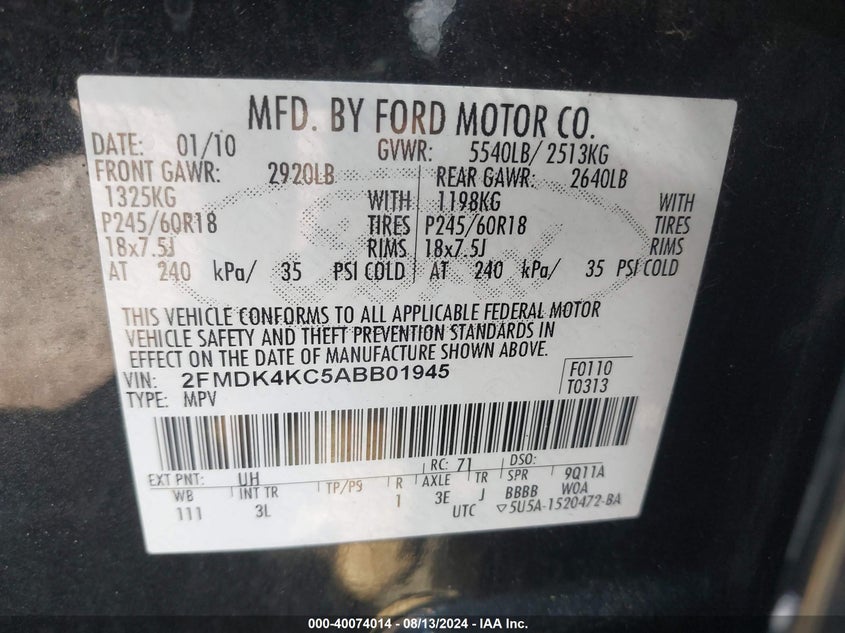 MFD. BY FORD MOTOR CO.
DATE: 01/10 GVWR: 5540LB/ 2513KG
FRONT GAWR: 2920LB REAR GAWR: 2640LB
1325KG WITH 1198KG WITH
P245/60R18 TIRES P245/60R18 TIRES
18x7.5J RIMS 18x7.5J RIMS
AT 240 kPa/ 35 PSI COLD AT 240 kPa/ 35 PSI COLD
THIS VEHICLE CONFORMS TO ALL APPLICABLE FEDERAL MOTOR
VEHICLE SAFETY AND THEFT PREVENTION STANDARDS IN
EFFECT ON THE DATE OF MANUFACTURE SHOWN ABOVE.
VIN: 2FMDK4KC5ABB01945 F0110
TYPE: MPV T0313
EXT PNT: UH RC: 71 DSO:
WB INT TR TP/PS R AXLE TR SPR 9Q11A
111 3L 1 3E J BBBB WOA
UTC ▽5U5A-1520472-BA
000-40074014 - 08/13/2024 - IAA Inc.